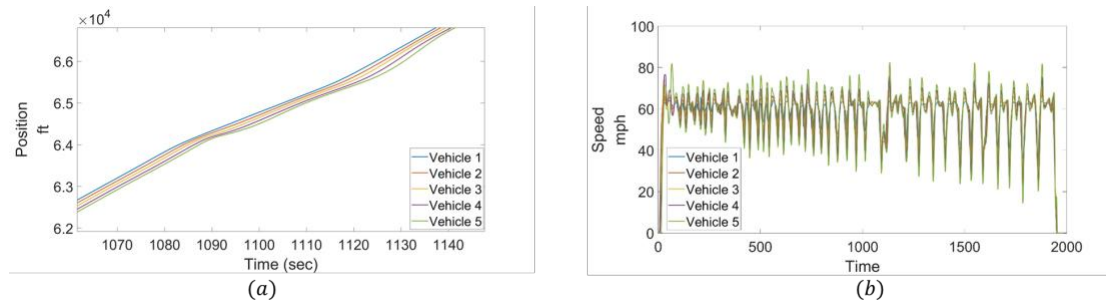 ×10⁴
6.6
6.5
6.4
6.3
6.2
Position
ft
Vehicle 1
Vehicle 2
Vehicle 3
Vehicle 4
Vehicle 5
1070 1080 1090 1100 1110 1120 1130 1140
Time (sec)
(a)
100
80
60
40
20
0
Speed
mph
Vehicle 1
Vehicle 2
Vehicle 3
Vehicle 4
Vehicle 5
0 500 1000 1500 2000
Time
(b)